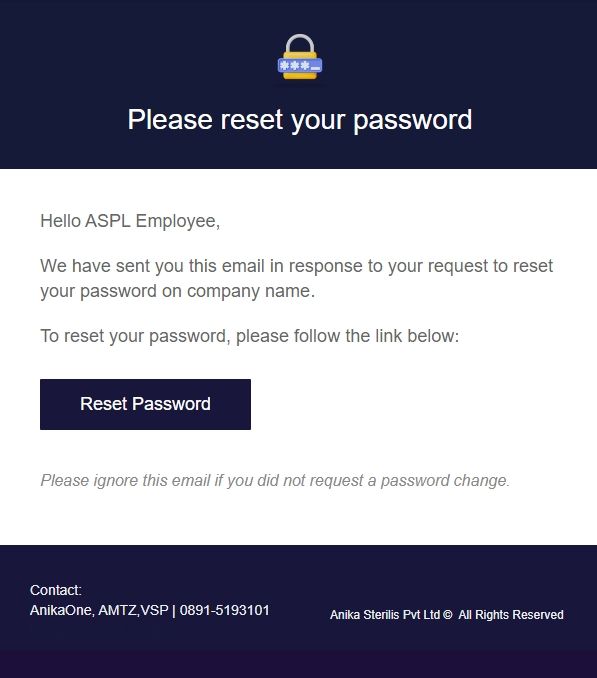 ***_
Please reset your password
Hello ASPL Employee,
We have sent you this email in response to your request to reset
your password on company name.
To reset your password, please follow the link below:
Reset Password
Please ignore this email if you did not request a password change.
Contact:
AnikaOne, AMTZ,VSP | 0891-5193101
Anika Sterilis Pvt Ltd © All Rights Reserved